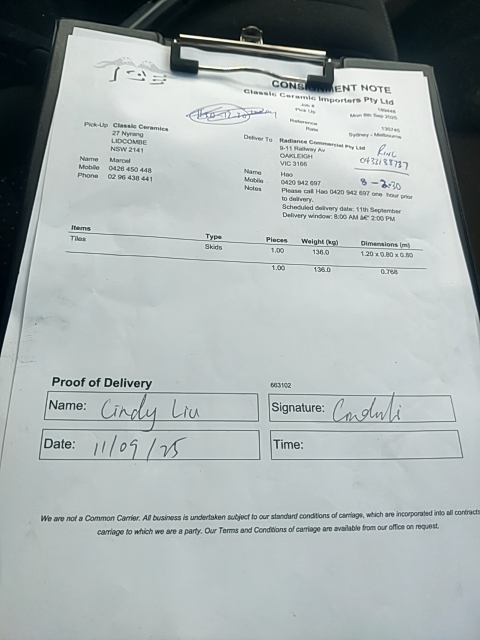 CONSIGNMENT NOTE
Classic Ceramic Importers Pty Ltd
Job #
Pick Up Mon 8th Sep 2025
Reference 135745
Rate Sydney - Melbourne
Pick-Up Classic Ceramics
27 Nyrang
LIDCOMBE
NSW 2141
Name Marcel
Mobile 0426 450 448
Phone 02 96 438 441
Deliver To Radiance Commercial Pty Ltd
9-11 Railway Av
OAKLEIGH
VIC 3166
Name Hao
Mobile 0420 942 697
Notes Please call Hao 0420 942 697 one hour prior
to delivery.
Scheduled delivery date: 11th September
Delivery window: 8:00 AM â€“ 2:00 PM
Items Type Pieces Weight (kg) Dimensions (m)
Tiles Skids 1.00 136.0 1.20 x 0.80 x 0.80
1.00 136.0 0.768
Proof of Delivery
663102
Name: Cindy Liu
Signature:
Date: 11/09/25
Time:
We are not a Common Carrier. All business is undertaken subject to our standard conditions of carriage, which are incorporated into all contracts
carriage to which we are a party. Our Terms and Conditions of carriage are available from our office on request.